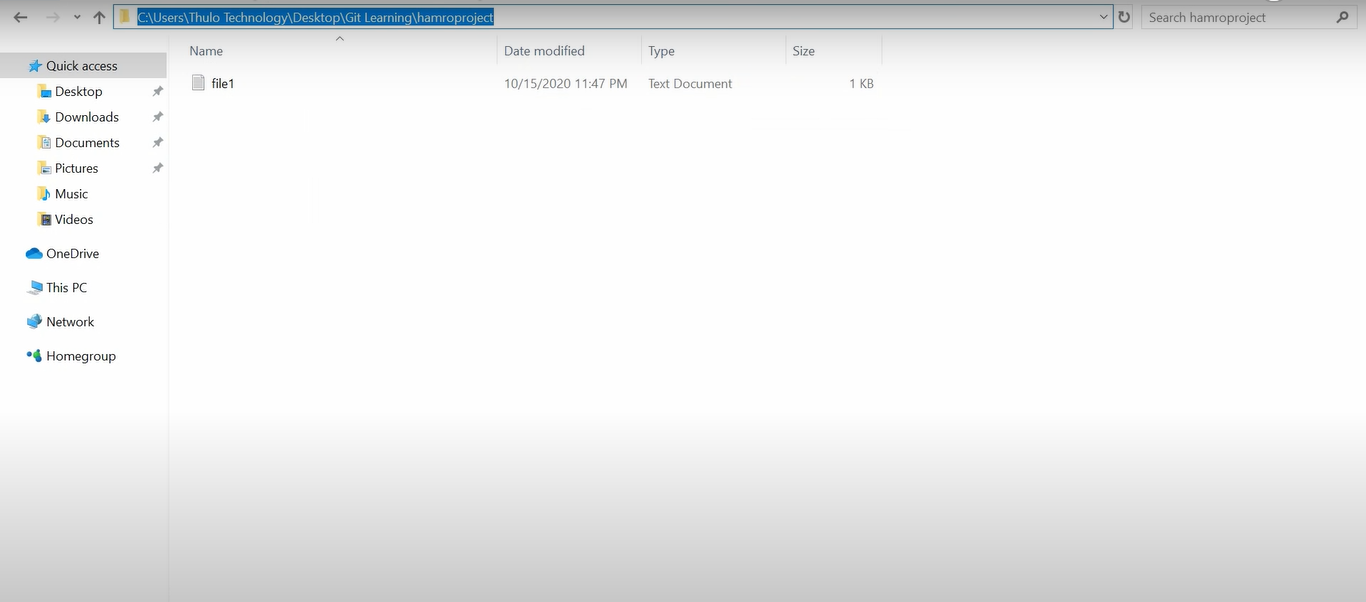 C:\Users\Thulo Technology\Desktop\Git Learning\hamroproject
Search hamroproject
Name
Date modified
Type
Size
file1
10/15/2020 11:47 PM
Text Document
1 KB
Quick access
Desktop
Downloads
Documents
Pictures
Music
Videos
OneDrive
This PC
Network
Homegroup